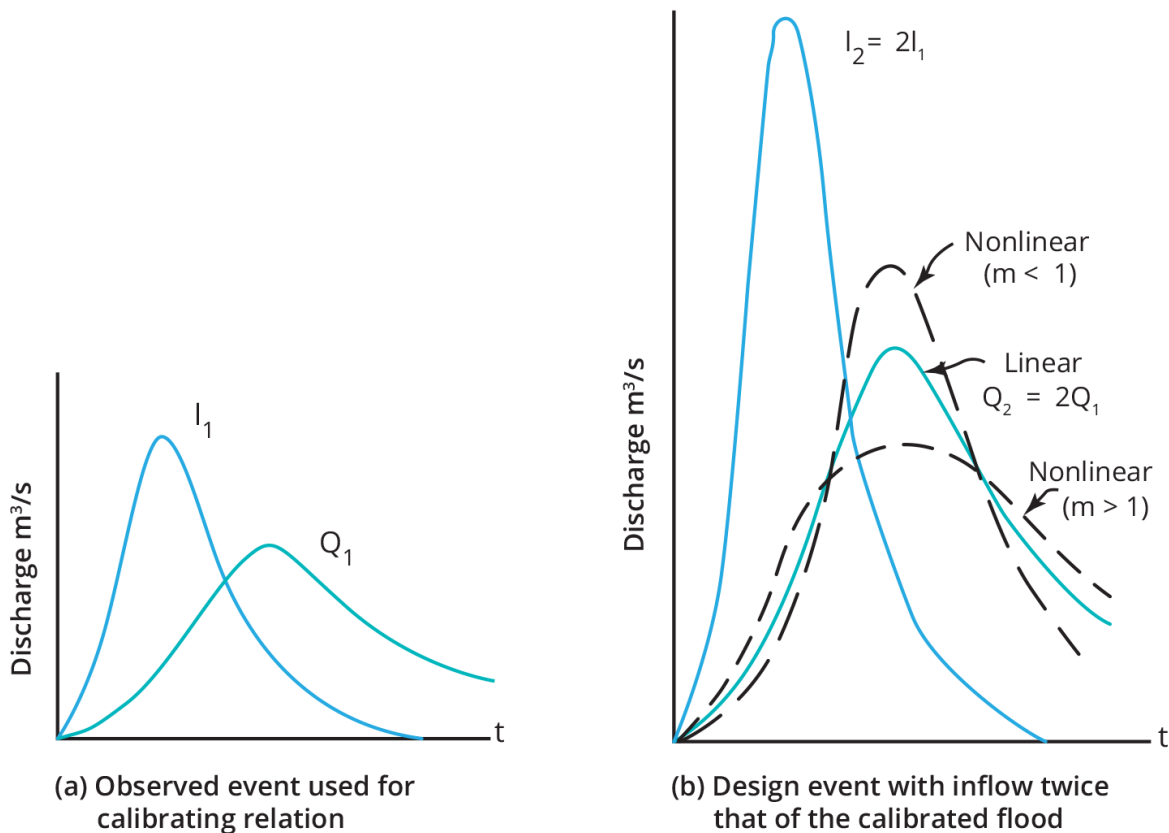 Discharge m³/s
I₁
Q₁
t
(a) Observed event used for
calibrating relation
Discharge m³/s
I₂ = 2I₁
Nonlinear
(m < 1)
Linear
Q₂ = 2Q₁
Nonlinear
(m > 1)
t
(b) Design event with inflow twice
that of the calibrated flood